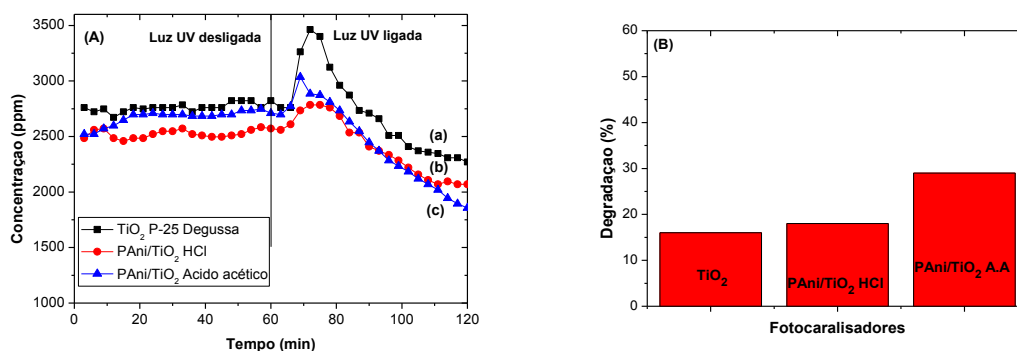 (A)
Luz UV desligada
Luz UV ligada
Concentraçao (ppm)
3500
3000
2500
2000
1750
1500
1250
1000
(a)
(b)
(c)
TiO2 P-25 Degussa
PAni/TiO2 HCl
PAni/TiO2 Acido acético
0 20 40 60 80 100 120
Tempo (min)
(B)
Degradaçao (%)
60
50
40
30
20
10
0
TiO2
PAni/TiO2 HCl
PAni/TiO2 A.A
Fotocaralisadores